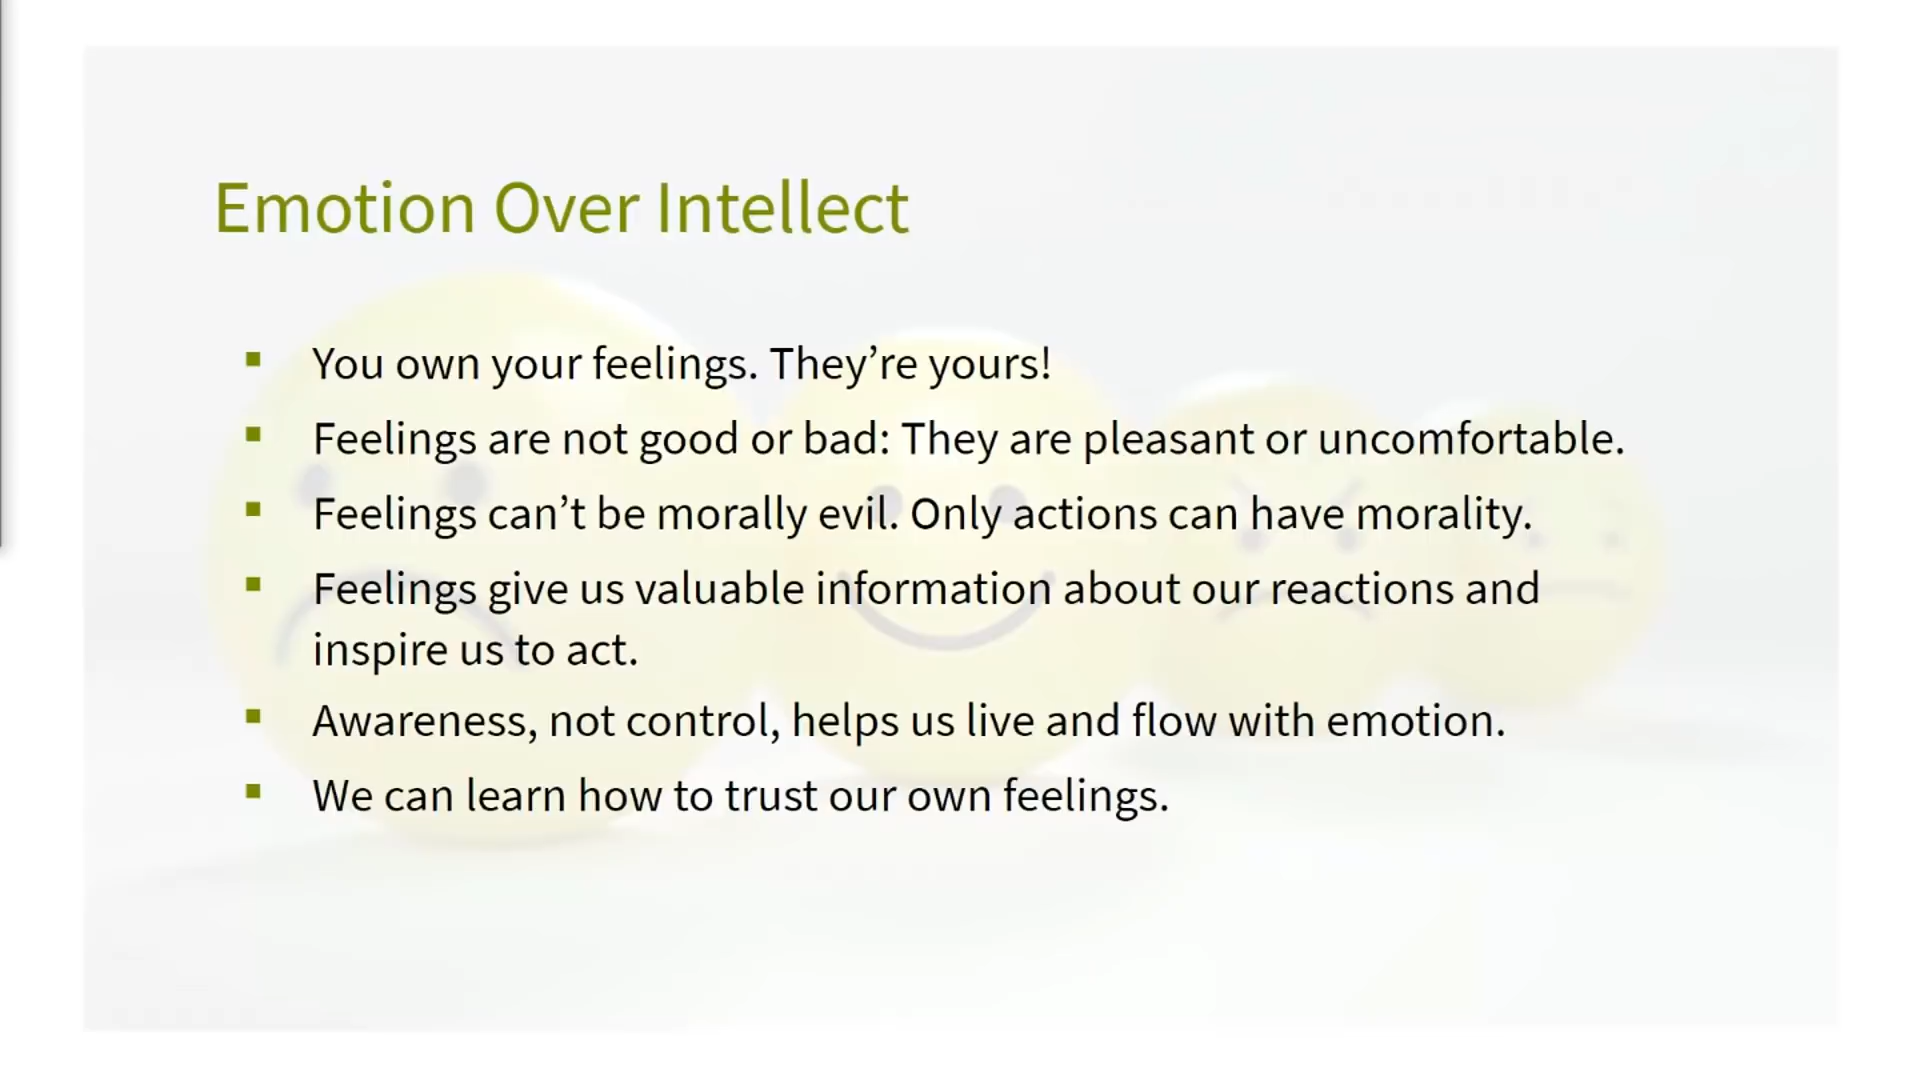 Emotion Over Intellect
▪ You own your feelings. They’re yours!
▪ Feelings are not good or bad: They are pleasant or uncomfortable.
▪ Feelings can’t be morally evil. Only actions can have morality.
▪ Feelings give us valuable information about our reactions and
inspire us to act.
▪ Awareness, not control, helps us live and flow with emotion.
▪ We can learn how to trust our own feelings.